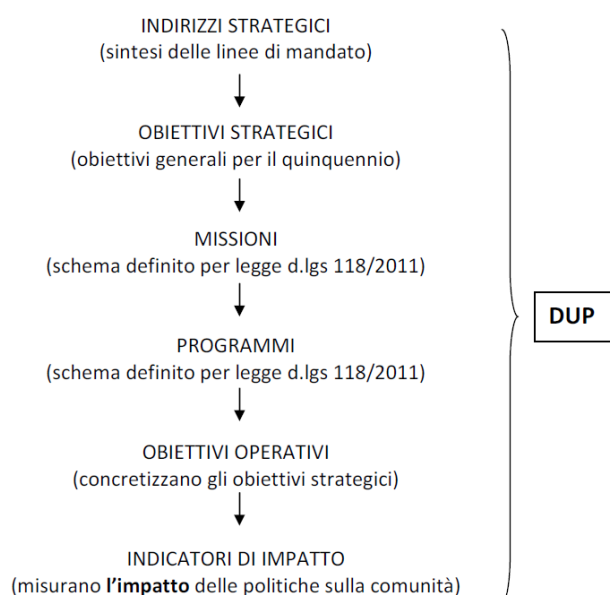 INDIRIZZI STRATEGICI
(sintesi delle linee di mandato)
OBIETTIVI STRATEGICI
(obiettivi generali per il quinquennio)
MISSIONI
(schema definito per legge d.lgs 118/2011)
PROGRAMMI
(schema definito per legge d.lgs 118/2011)
OBIETTIVI OPERATIVI
(concretizzano gli obiettivi strategici)
INDICATORI DI IMPATTO
(misurano l'impatto delle politiche sulla comunità)
DUP